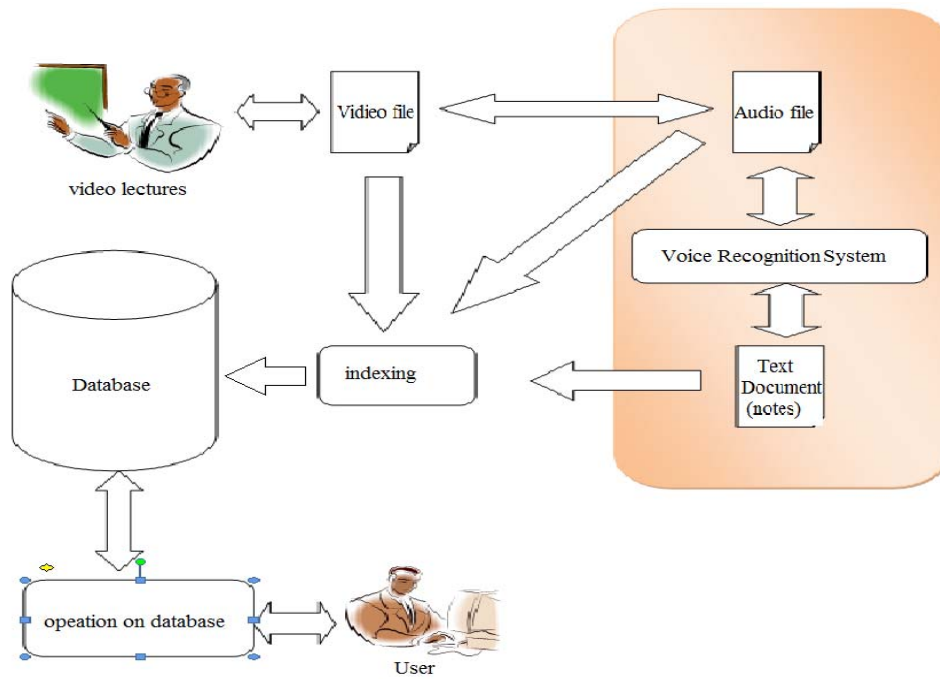 Vidieo file
Audio file
video lectures
Voice Recognition System
Database
indexing
Text
Document
(notes)
opeation on database
User